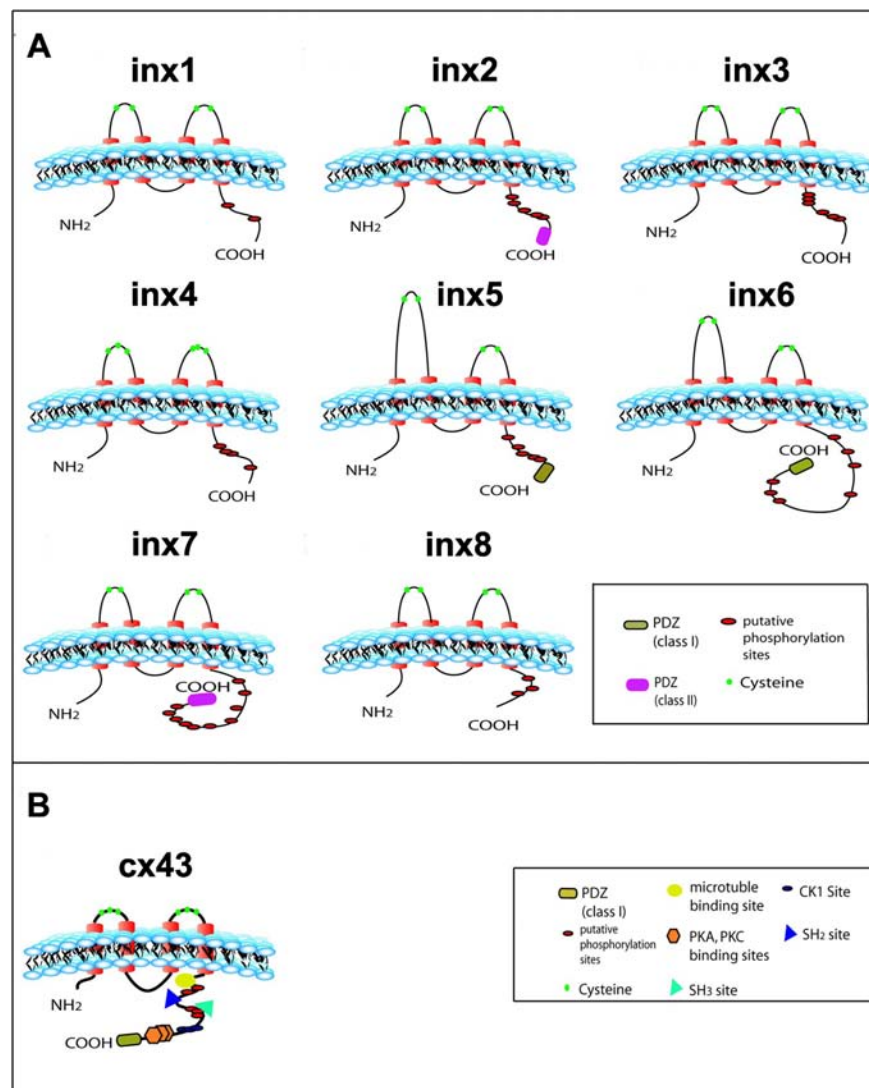 A
inx1
inx2
inx3
NH2
COOH
NH2
COOH
NH2
COOH
inx4
inx5
inx6
NH2
COOH
NH2
COOH
NH2
COOH
inx7
inx8
NH2
COOH
NH2
COOH
PDZ
(class I)
putative
phosphorylation
sites
PDZ
(class II)
Cysteine
B
cx43
NH2
COOH
PDZ
(class I)
microtuble
binding site
CK1 Site
putative
phosphorylation
sites
PKA, PKC
binding sites
SH2 site
Cysteine
SH3 site